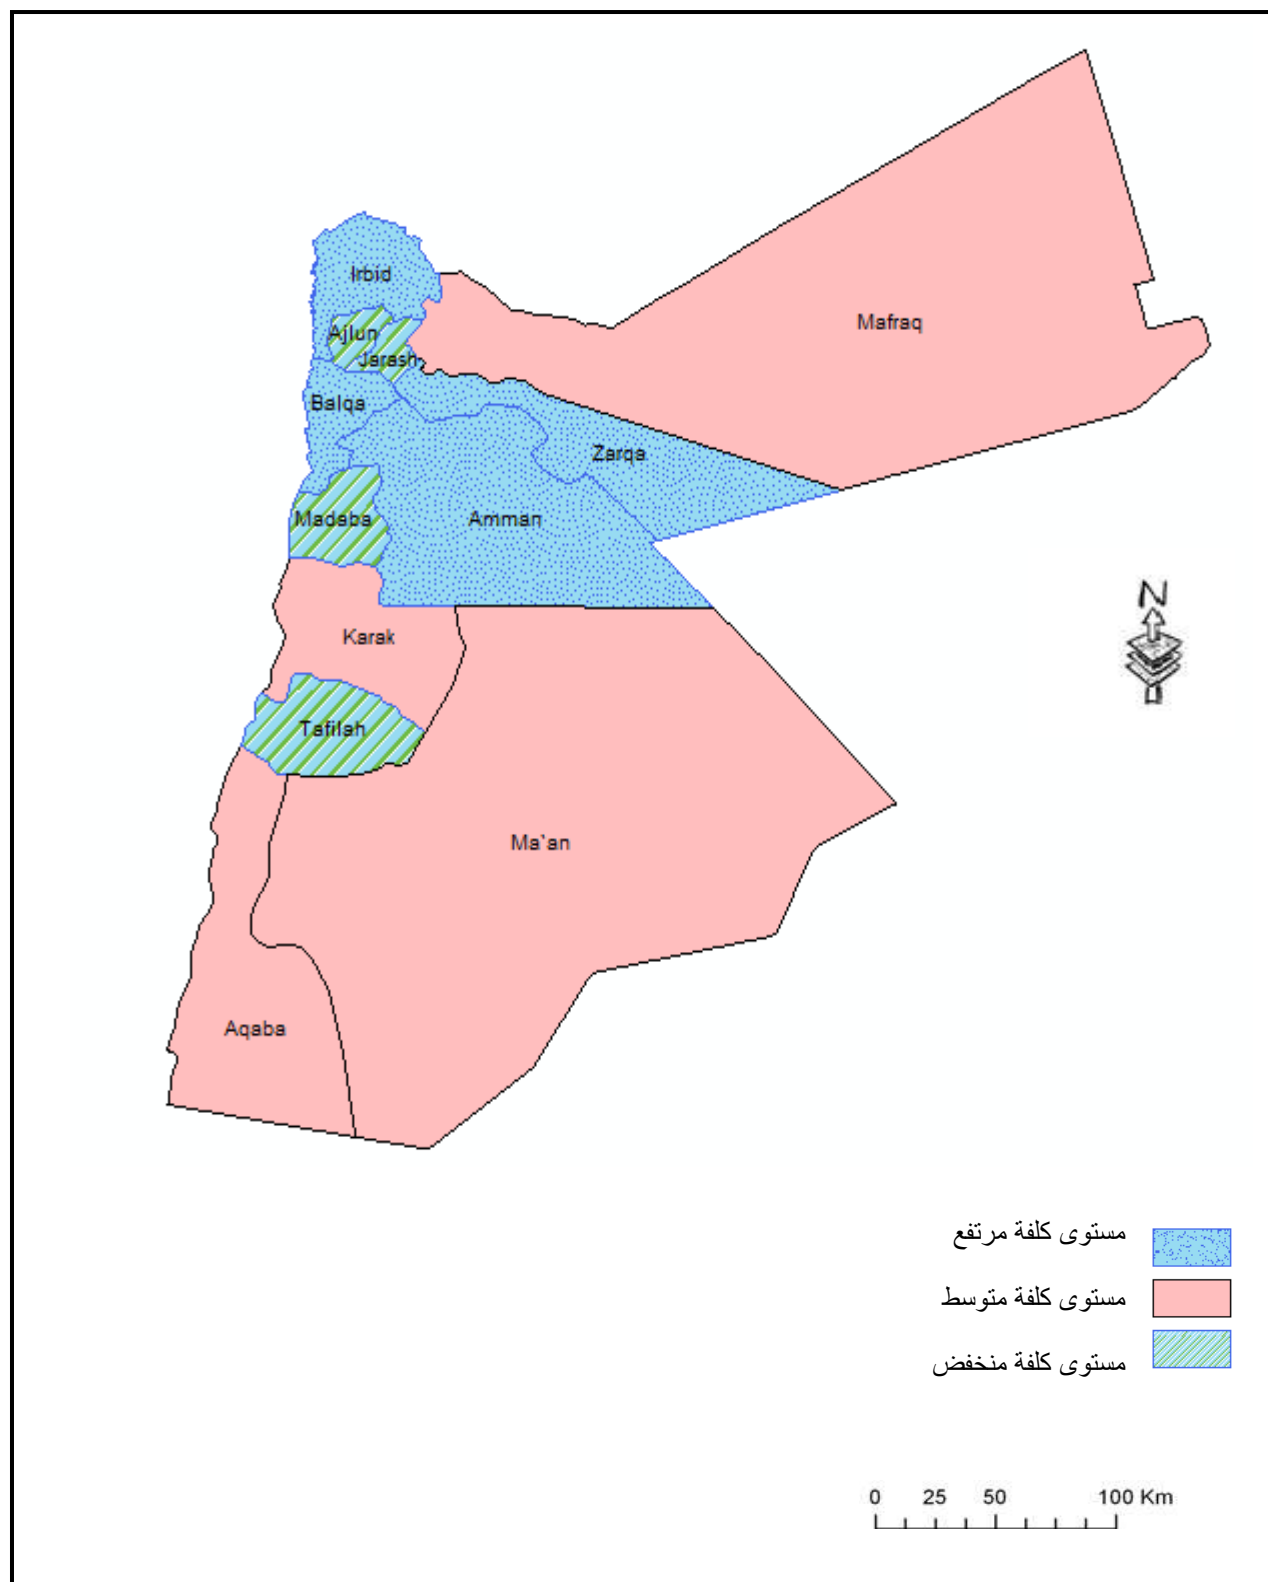 Irbid
Mafraq
Ajlun
Jarash
Balqa
Zarqa
Madaba
Amman
N
Karak
Tafilah
Ma`an
Aqaba
مستوى كلفة مرتفع
مستوى كلفة متوسط
مستوى كلفة منخفض
0 25 50 100 Km